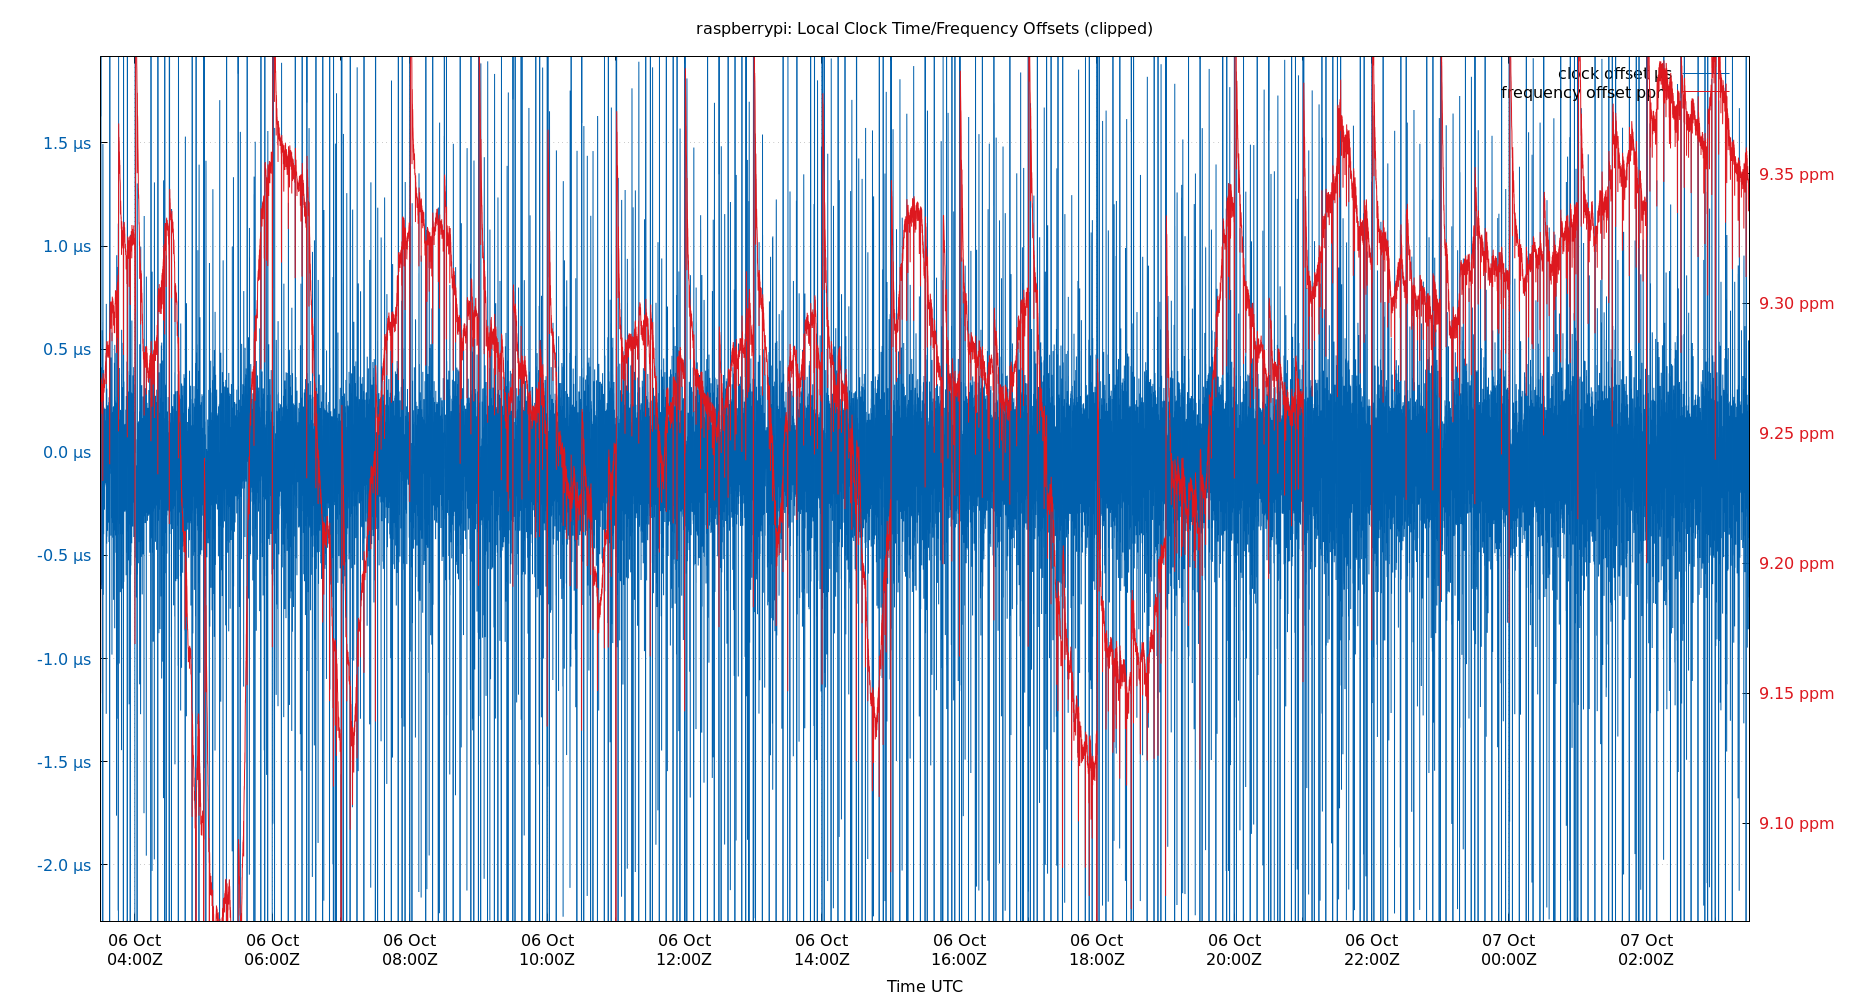 raspberrypi: Local Clock Time/Frequency Offsets (clipped)
clock offset µs
frequency offset ppm
1.5 µs
1.0 µs
0.5 µs
0.0 µs
-0.5 µs
-1.0 µs
-1.5 µs
-2.0 µs
9.35 ppm
9.30 ppm
9.25 ppm
9.20 ppm
9.15 ppm
9.10 ppm
06 Oct 06 Oct 06 Oct 06 Oct 06 Oct 06 Oct 06 Oct 06 Oct 06 Oct 06 Oct 07 Oct 07 Oct
04:00Z 06:00Z 08:00Z 10:00Z 12:00Z 14:00Z 16:00Z 18:00Z 20:00Z 22:00Z 00:00Z 02:00Z
Time UTC